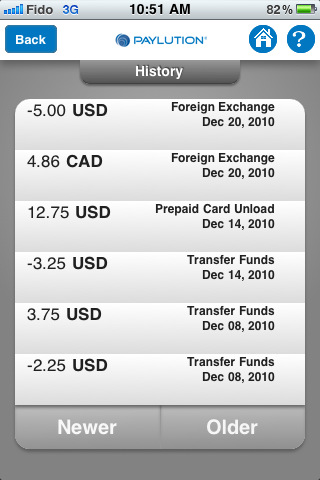 Fido 3G 10:51 AM 82%
Back PAYLUTION ?
History
-5.00 USD Foreign Exchange
Dec 20, 2010
4.86 CAD Foreign Exchange
Dec 20, 2010
12.75 USD Prepaid Card Unload
Dec 14, 2010
-3.25 USD Transfer Funds
Dec 14, 2010
3.75 USD Transfer Funds
Dec 08, 2010
-2.25 USD Transfer Funds
Dec 08, 2010
Newer Older